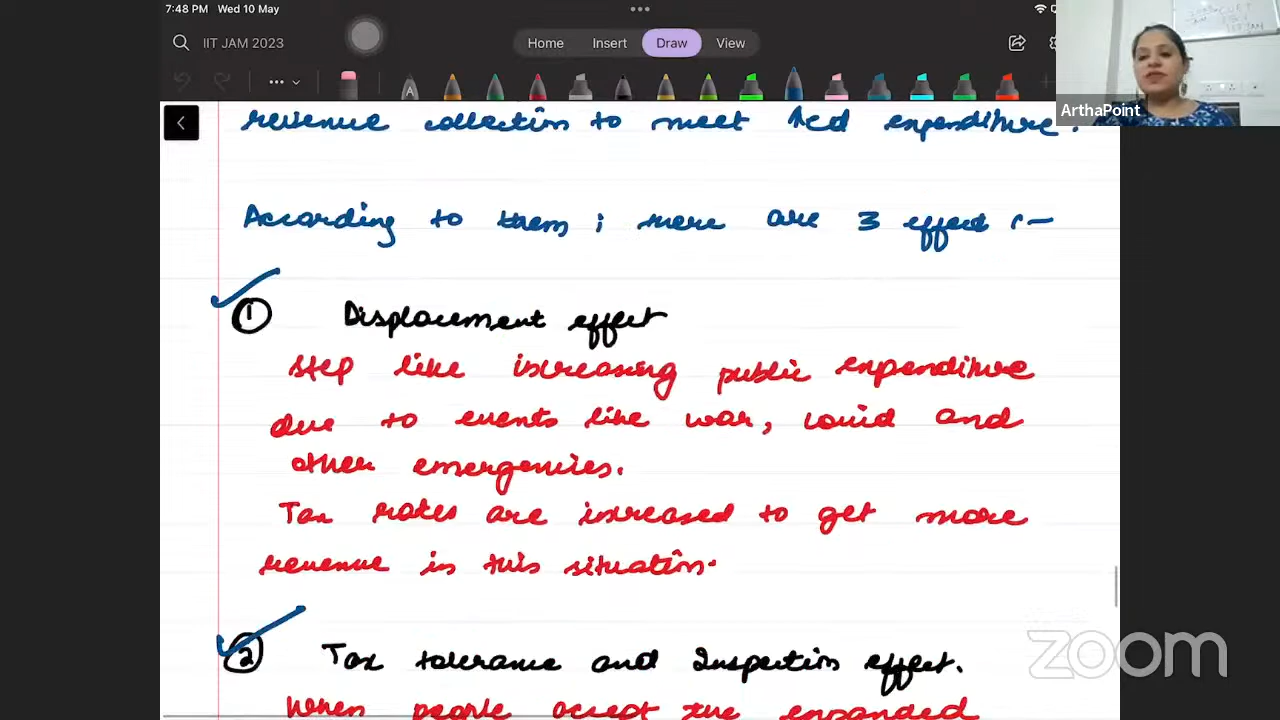 7:48 PM Wed 10 May
IIT JAM 2023
Home Insert Draw View
ArthaPoint
revenue collection to meet ↑ed expenditure.
According to them ; there are 3 effect :-
① Displacement effect
Step like increasing public expenditure
due to events like war, covid and
other emergencies.
Tax rates are increased to get more
revenue in this situation.
② Tax tolerance and Inspection effect.
When people accept the expanded
zoom